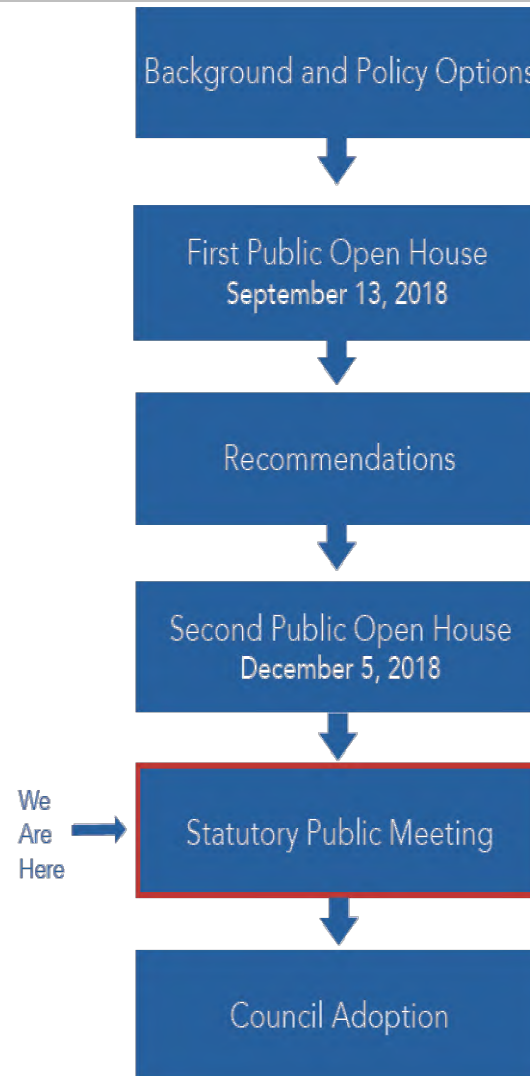 Background and Policy Options
First Public Open House
September 13, 2018
Recommendations
Second Public Open House
December 5, 2018
We
Are
Here
Statutory Public Meeting
Council Adoption